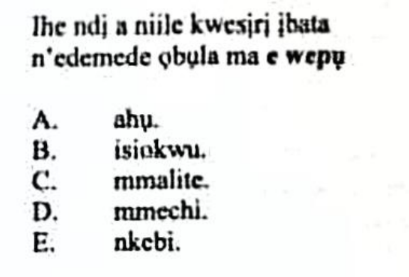 Ihe ndị a niile kwesịrị ịbata
n'edemede ọbụla ma e wepụ
A. ahụ.
B. isiokwu.
C. mmalite.
D. mmechi.
E. nkebi.